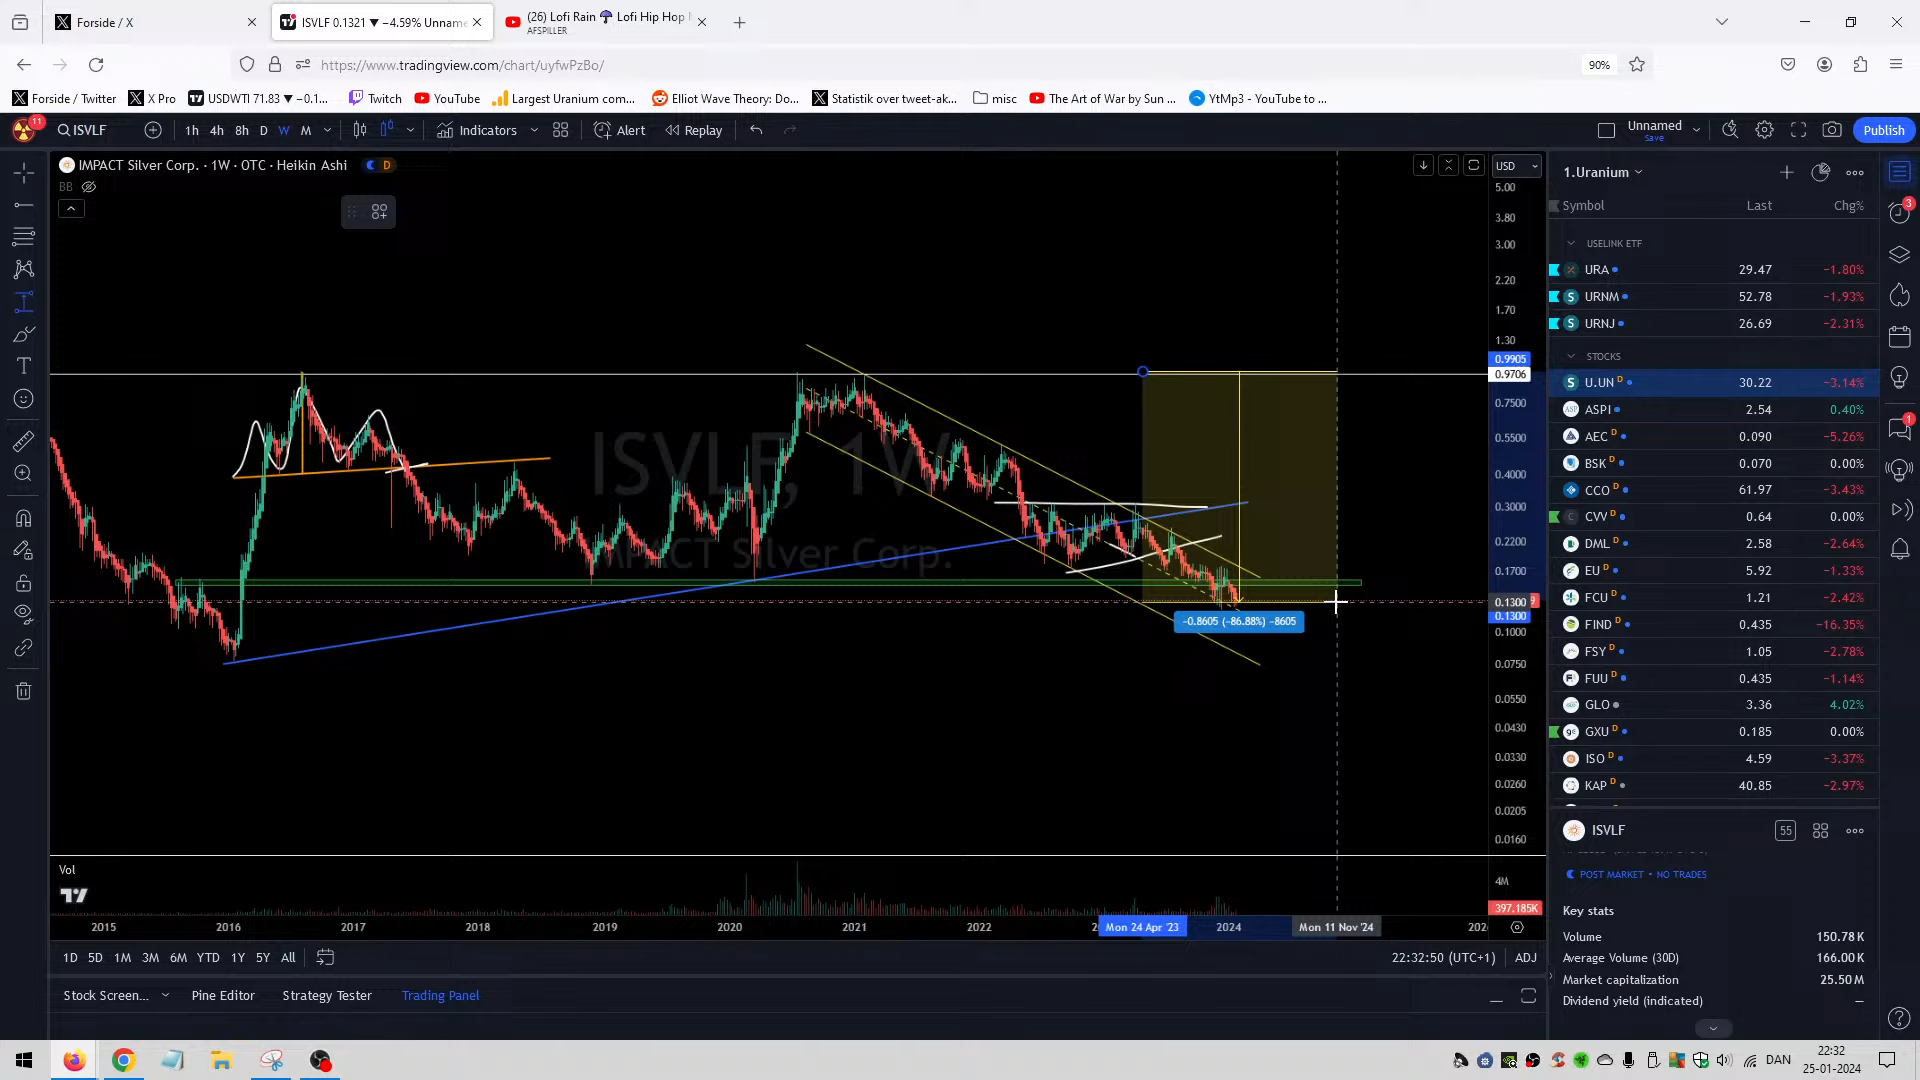 Forside / X
ISVLF 0.1321 ▼ −4.59% Unname
(26) Lofi Rain ☔ Lofi Hip Hop
AFSPILLER
https://www.tradingview.com/chart/uyfwPzBo/
90%
Forside / Twitter
X Pro
USDWTI 71.83 ▼ −0.1...
Twitch
YouTube
Largest Uranium com...
Elliot Wave Theory: Do...
Statistik over tweet-ak...
misc
The Art of War by Sun ...
YtMp3 - YouTube to ...
11
ISVLF
1h 4h 8h D W M
Indicators
Alert
Replay
Unnamed
Save
Publish
IMPACT Silver Corp. · 1W · OTC · Heikin Ashi
D
BB
ISVLF, 1W
IMPACT Silver Corp.
USD
5.00
3.80
3.00
2.20
1.70
1.30
0.9905
0.9706
0.7500
0.5500
0.4000
0.3000
0.2200
0.1700
0.1300
0.1300
0.1000
0.0750
0.0550
0.0430
0.0330
0.0260
0.0205
0.0160
−0.8605 (−86.88%) −8605
Vol
4M
397.185K
2015 2016 2017 2018 2019 2020 2021 2022 Mon 24 Apr '23 2024 Mon 11 Nov '24
1D 5D 1M 3M 6M YTD 1Y 5Y All
22:32:50 (UTC+1) ADJ
Stock Screen...
Pine Editor
Strategy Tester
Trading Panel
1.Uranium
Symbol Last Chg%
USELINK ETF
URA 29.47 −1.80%
URNM 52.78 −1.93%
URNJ 26.69 −2.31%
STOCKS
U.UN D 30.22 −3.14%
ASPI 2.54 0.40%
AEC D 0.090 −5.26%
BSK D 0.070 0.00%
CCO D 61.97 −3.43%
CVV D 0.64 0.00%
DML D 2.58 −2.64%
EU D 5.92 −1.33%
FCU D 1.21 −2.42%
FIND D 0.435 −16.35%
FSY D 1.05 −2.78%
FUU D 0.435 −1.14%
GLO 3.36 4.02%
GXU D 0.185 0.00%
ISO D 4.59 −3.37%
KAP D 40.85 −2.97%
ISVLF
55
POST MARKET • NO TRADES
Key stats
Volume 150.78 K
Average Volume (30D) 166.00 K
Market capitalization 25.50 M
Dividend yield (indicated) —
3
1
DAN
22:32
25-01-2024